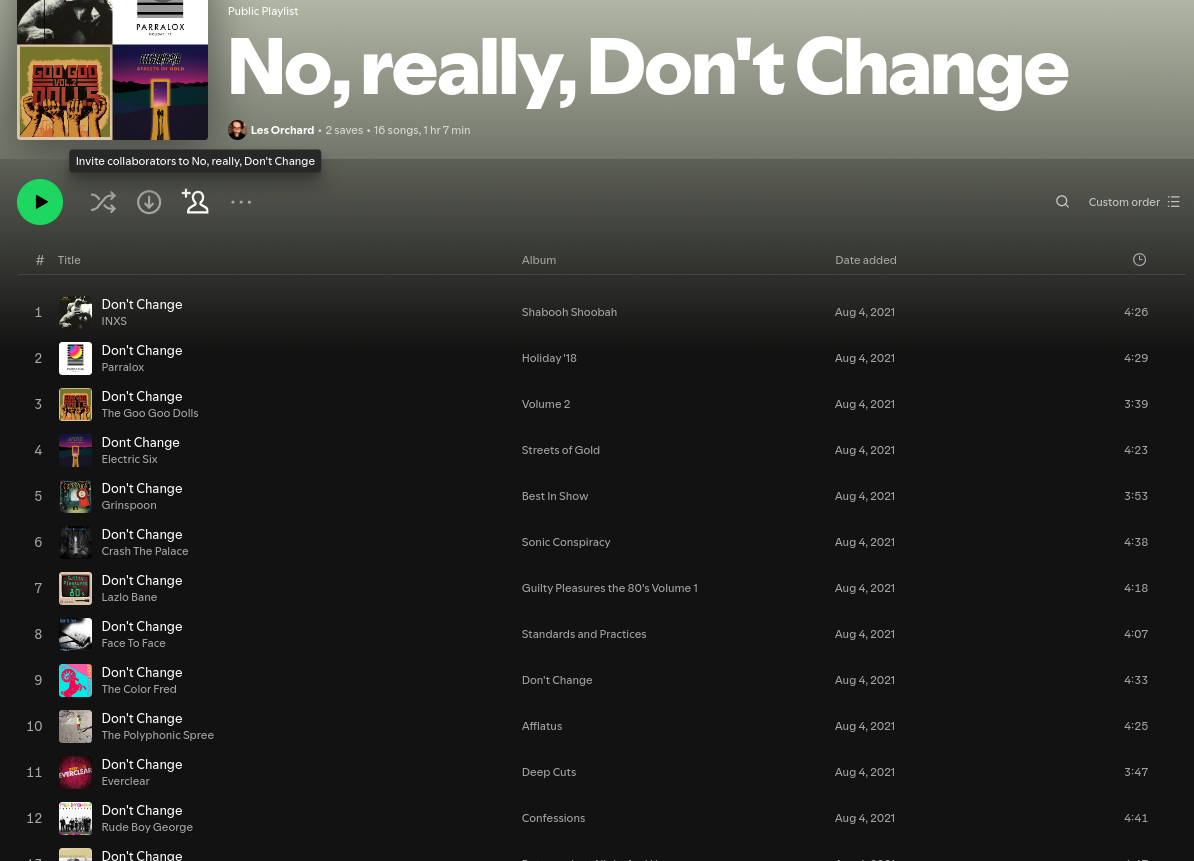 Public Playlist
PARRALOX
HOLIDAY '18
GOO GOO
VOL.2
DOLLS
STREETS OF GOLD
No, really, Don't Change
Les Orchard • 2 saves • 16 songs, 1 hr 7 min
Invite collaborators to No, really, Don't Change
Custom order
# Title Album Date added
1 Don't Change Shabooh Shoobah Aug 4, 2021 4:26
INXS
2 Don't Change Holiday '18 Aug 4, 2021 4:29
Parralox
3 Don't Change Volume 2 Aug 4, 2021 3:39
The Goo Goo Dolls
4 Dont Change Streets of Gold Aug 4, 2021 4:23
Electric Six
5 Don't Change Best In Show Aug 4, 2021 3:53
Grinspoon
6 Don't Change Sonic Conspiracy Aug 4, 2021 4:38
Crash The Palace
7 Don't Change Guilty Pleasures the 80's Volume 1 Aug 4, 2021 4:18
Lazlo Bane
8 Don't Change Standards and Practices Aug 4, 2021 4:07
Face To Face
9 Don't Change Don't Change Aug 4, 2021 4:33
The Color Fred
10 Don't Change Afflatus Aug 4, 2021 4:25
The Polyphonic Spree
11 Don't Change Deep Cuts Aug 4, 2021 3:47
Everclear
12 Don't Change Confessions Aug 4, 2021 4:41
Rude Boy George
Don't Change